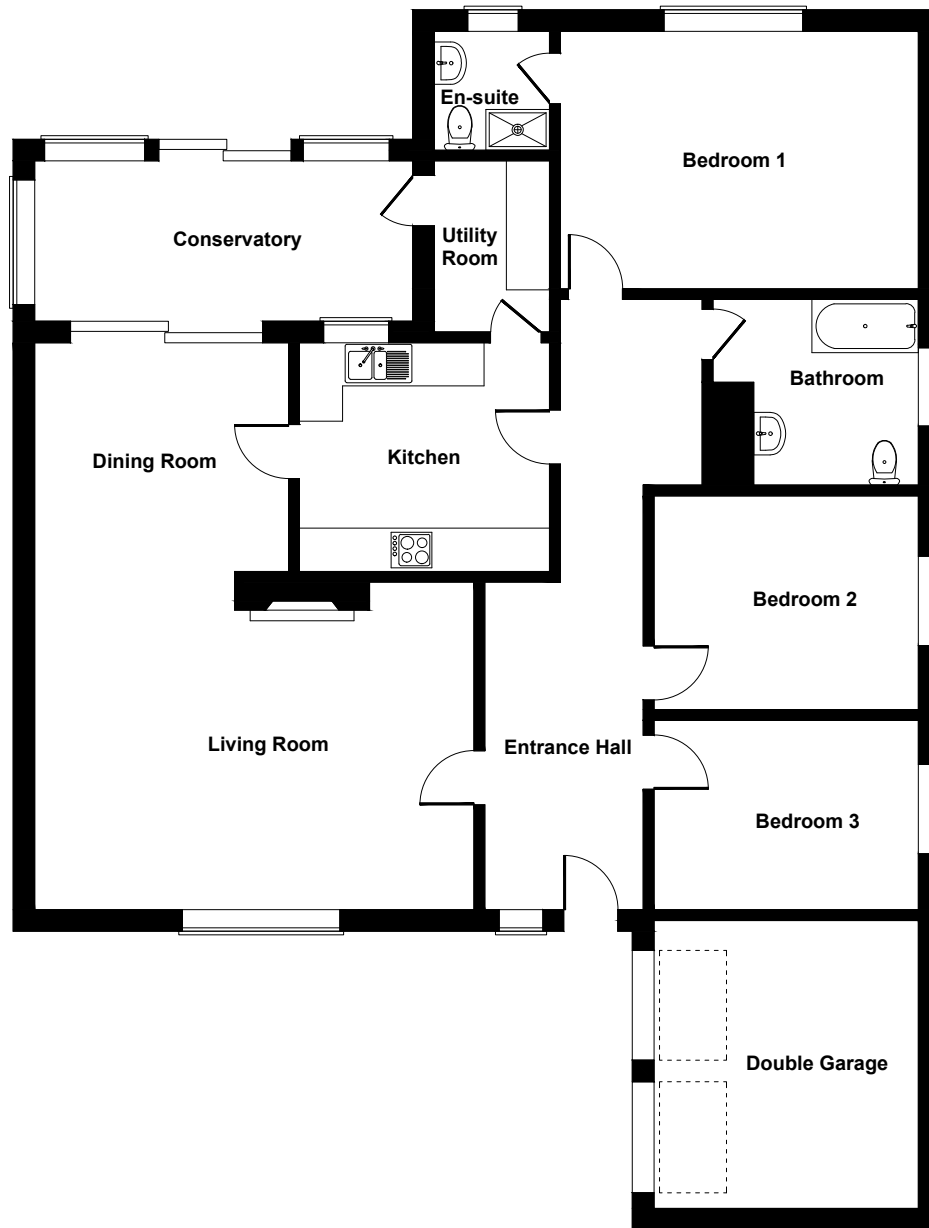 En-suite
Bedroom 1
Conservatory
Utility
Room
Bathroom
Dining Room
Kitchen
Bedroom 2
Living Room
Entrance Hall
Bedroom 3
Double Garage